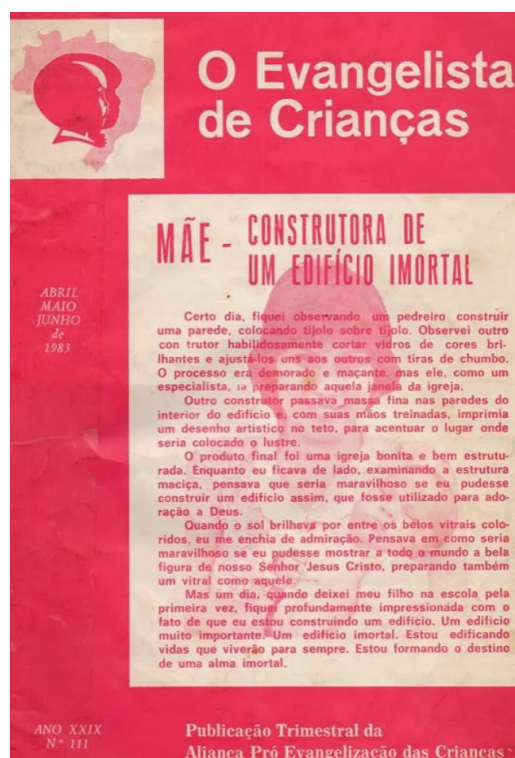 O Evangelista
de Crianças
MÃE - CONSTRUTORA DE
UM EDIFÍCIO IMORTAL
ABRIL
MAIO
JUNHO
de
1983
Certo dia, fiquei observando um pedreiro construir
uma parede, colocando tijolo sobre tijolo. Observei outro
con trutor habilidosamente cortar vidros de cores bri-
lhantes e ajustá-los uns aos outros com tiras de chumbo.
O processo era demorado e maçante, mas ele, como um
especialista, ia preparando aquela janela da igreja.
Outro construtor passava massa fina nas paredes do
interior do edifício e com suas mãos treinadas, imprimia
um desenho artístico no teto, para acentuar o lugar onde
seria colocado o lustre.
O produto final foi uma igreja bonita e bem estrutu-
rada. Enquanto eu ficava de lado, examinando a estrutura
maciça, pensava que seria maravilhoso se eu pudesse
construir um edifício assim, que fosse utilizado para ado-
ração a Deus.
Quando o sol brilhava por entre os belos vitrais colo-
ridos, eu me enchia de admiração. Pensava em como seria
maravilhoso se eu pudesse mostrar a todo o mundo a bela
figura de nosso Senhor Jesus Cristo, preparando também
um vitral como aquele.
Mas um dia, quando deixei meu filho na escola pela
primeira vez, fiquei profundamente impressionada com o
fato de que eu estou construindo um edifício. Um edifício
muito importante. Um edifício imortal. Estou edificando
vidas que viverão para sempre. Estou formando o destino
de uma alma imortal.
ANO XXIX
N.º 111
Publicação Trimestral da
Aliança Pró Evangelização das Crianças